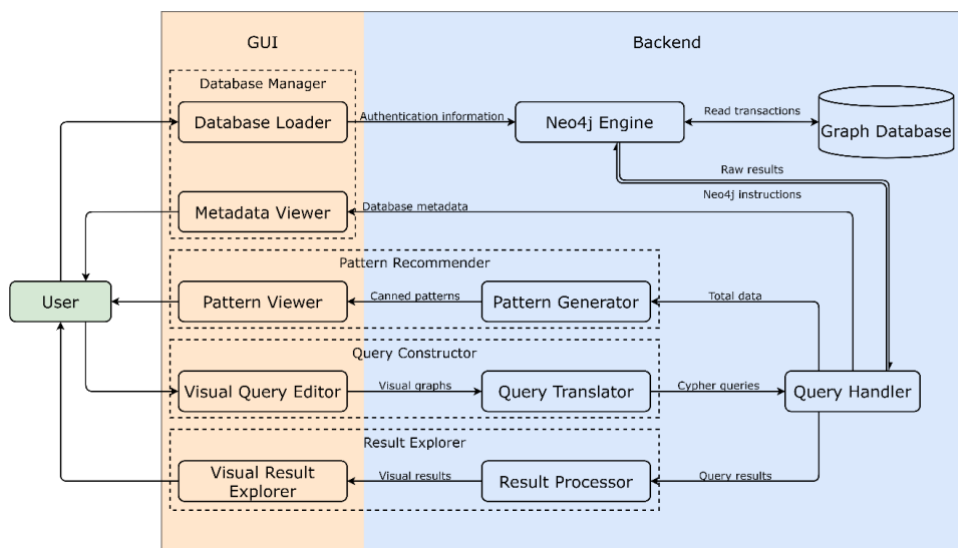 GUI
Backend
Database Manager
Database Loader
Authentication information
Neo4j Engine
Read transactions
Graph Database
Raw results
Neo4j instructions
Metadata Viewer
Database metadata
Pattern Recommender
User
Pattern Viewer
Canned patterns
Pattern Generator
Total data
Query Constructor
Visual Query Editor
Visual graphs
Query Translator
Cypher queries
Query Handler
Result Explorer
Visual Result
Explorer
Visual results
Result Processor
Query results